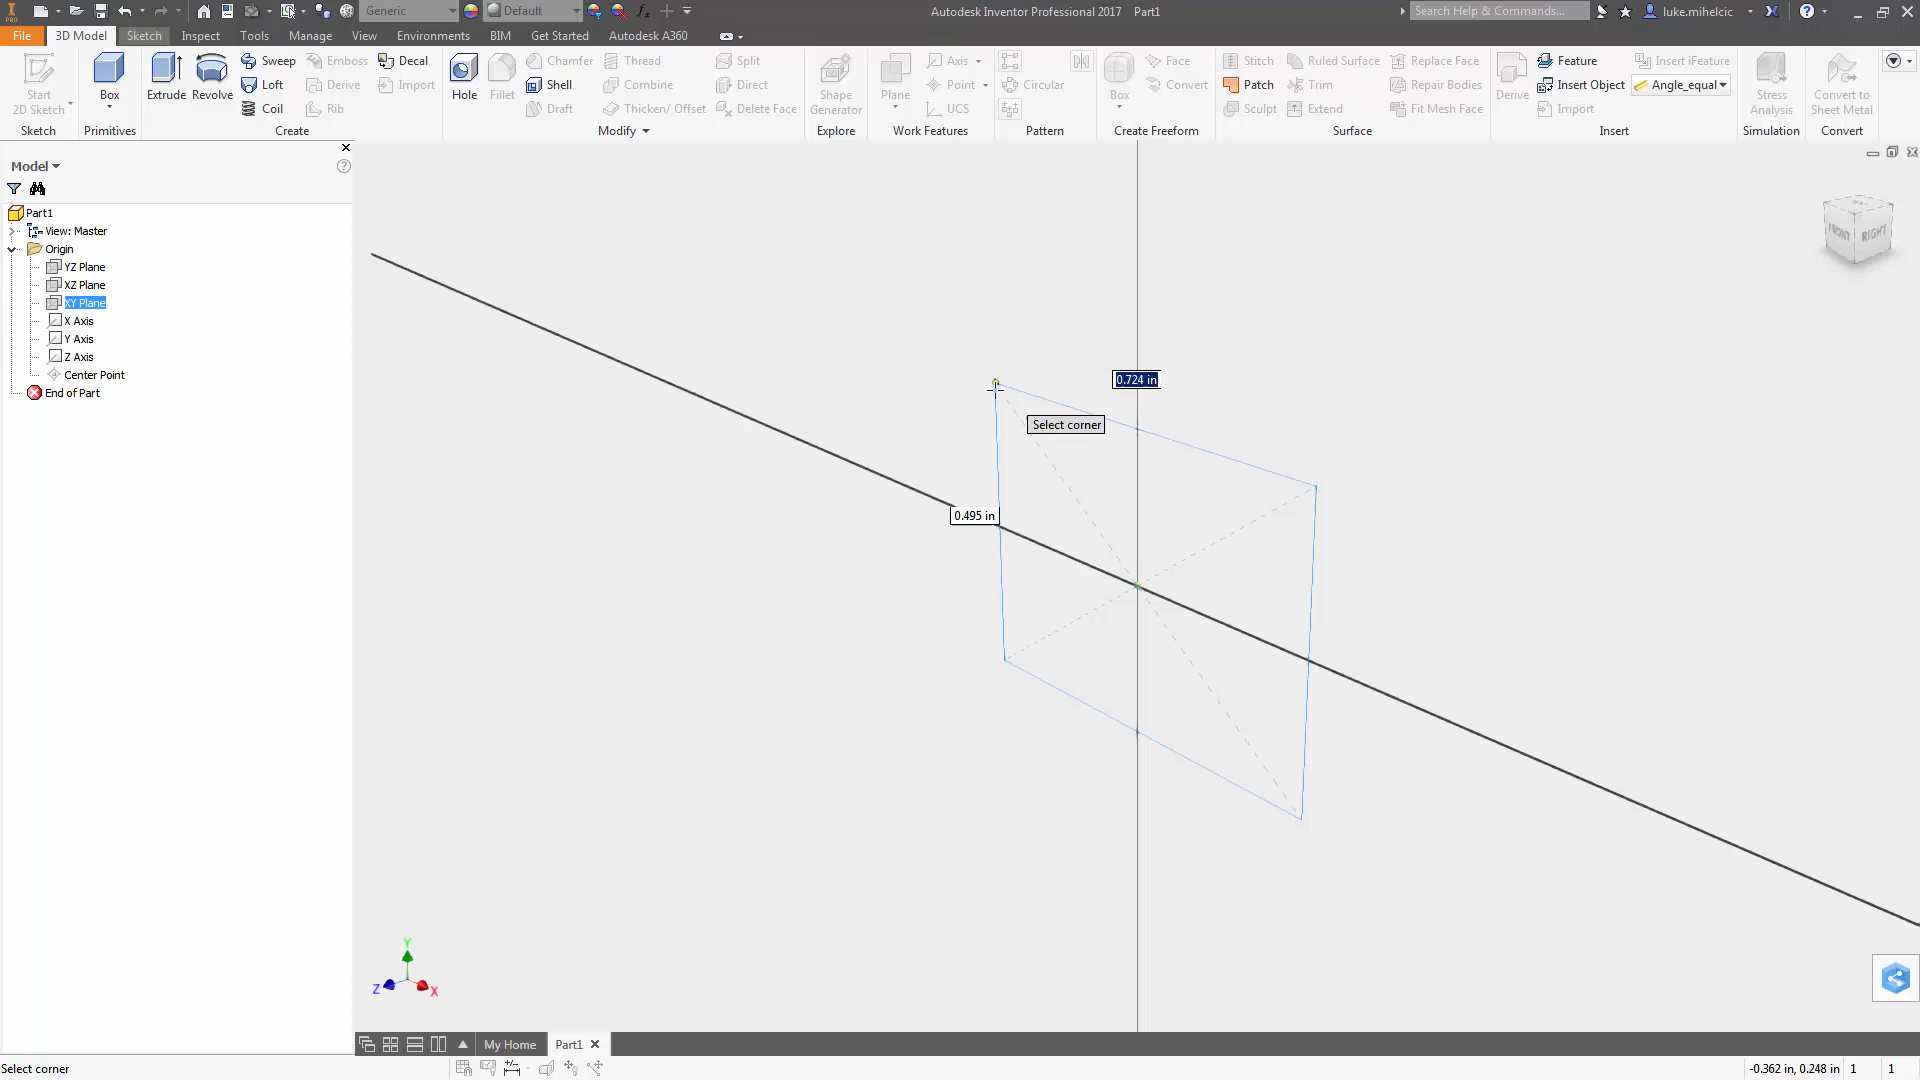 PRO
Generic
Default
Autodesk Inventor Professional 2017 Part1
Search Help & Commands...
luke.mihelcic
File
3D Model
Sketch
Inspect
Tools
Manage
View
Environments
BIM
Get Started
Autodesk A360
Start
2D Sketch
Sketch
Box
Primitives
Extrude
Revolve
Sweep
Loft
Coil
Emboss
Derive
Rib
Decal
Import
Create
Hole
Fillet
Chamfer
Shell
Draft
Thread
Combine
Thicken/ Offset
Split
Direct
Delete Face
Modify
Shape
Generator
Explore
Plane
Axis
Point
UCS
Work Features
Circular
Pattern
Box
Face
Convert
Create Freeform
Stitch
Patch
Sculpt
Ruled Surface
Trim
Extend
Replace Face
Repair Bodies
Fit Mesh Face
Surface
Derive
Feature
Insert Object
Import
Insert iFeature
Angle_equal
Insert
Stress
Analysis
Simulation
Convert to
Sheet Metal
Convert
Model
Part1
View: Master
Origin
YZ Plane
XZ Plane
XY Plane
X Axis
Y Axis
Z Axis
Center Point
End of Part
FRONT
RIGHT
0.724 in
Select corner
0.495 in
Y
Z
X
My Home
Part1
Select corner
-0.362 in, 0.248 in
1
1